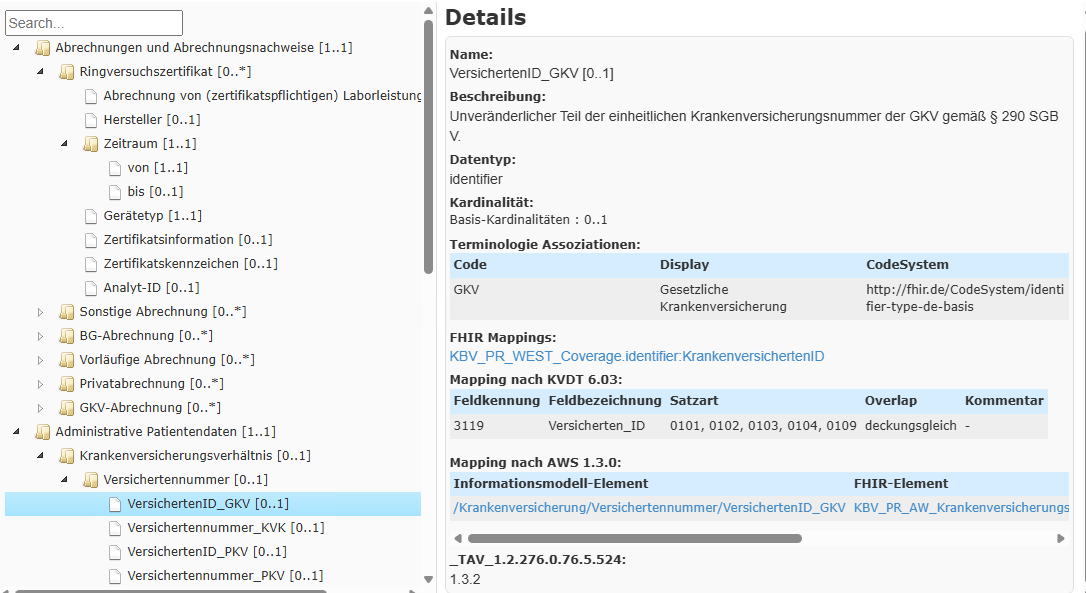 Search...
Abrechnungen und Abrechnungsnachweise [1..1]
Ringversuchszertifikat [0..*]
Abrechnung von (zertifikatspflichtigen) Laborleistung
Hersteller [0..1]
Zeitraum [1..1]
von [1..1]
bis [0..1]
Gerätetyp [1..1]
Zertifikatsinformation [0..1]
Zertifikatskennzeichen [0..1]
Analyt-ID [0..1]
Sonstige Abrechnung [0..*]
BG-Abrechnung [0..*]
Vorläufige Abrechnung [0..*]
Privatabrechnung [0..*]
GKV-Abrechnung [0..*]
Administrative Patientendaten [1..1]
Krankenversicherungsverhältnis [0..1]
Versichertennummer [0..1]
VersichertenID_GKV [0..1]
Versichertennummer_KVK [0..1]
VersichertenID_PKV [0..1]
Versichertennummer_PKV [0..1]
Details
Name:
VersichertenID_GKV [0..1]
Beschreibung:
Unveränderlicher Teil der einheitlichen Krankenversicherungsnummer der GKV gemäß § 290 SGB
V.
Datentyp:
identifier
Kardinalität:
Basis-Kardinalitäten : 0..1
Terminologie Assoziationen:
Code Display CodeSystem
GKV Gesetzliche http://fhir.de/CodeSystem/identi
Krankenversicherung fier-type-de-basis
FHIR Mappings:
KBV_PR_WEST_Coverage.identifier:KrankenversichertenID
Mapping nach KVDT 6.03:
Feldkennung Feldbezeichnung Satzart Overlap Kommentar
3119 Versicherten_ID 0101, 0102, 0103, 0104, 0109 deckungsgleich -
Mapping nach AWS 1.3.0:
Informationsmodell-Element FHIR-Element
/Krankenversicherung/Versichertennummer/VersichertenID_GKV KBV_PR_AW_Krankenversicherungs
_TAV_1.2.276.0.76.5.524:
1.3.2